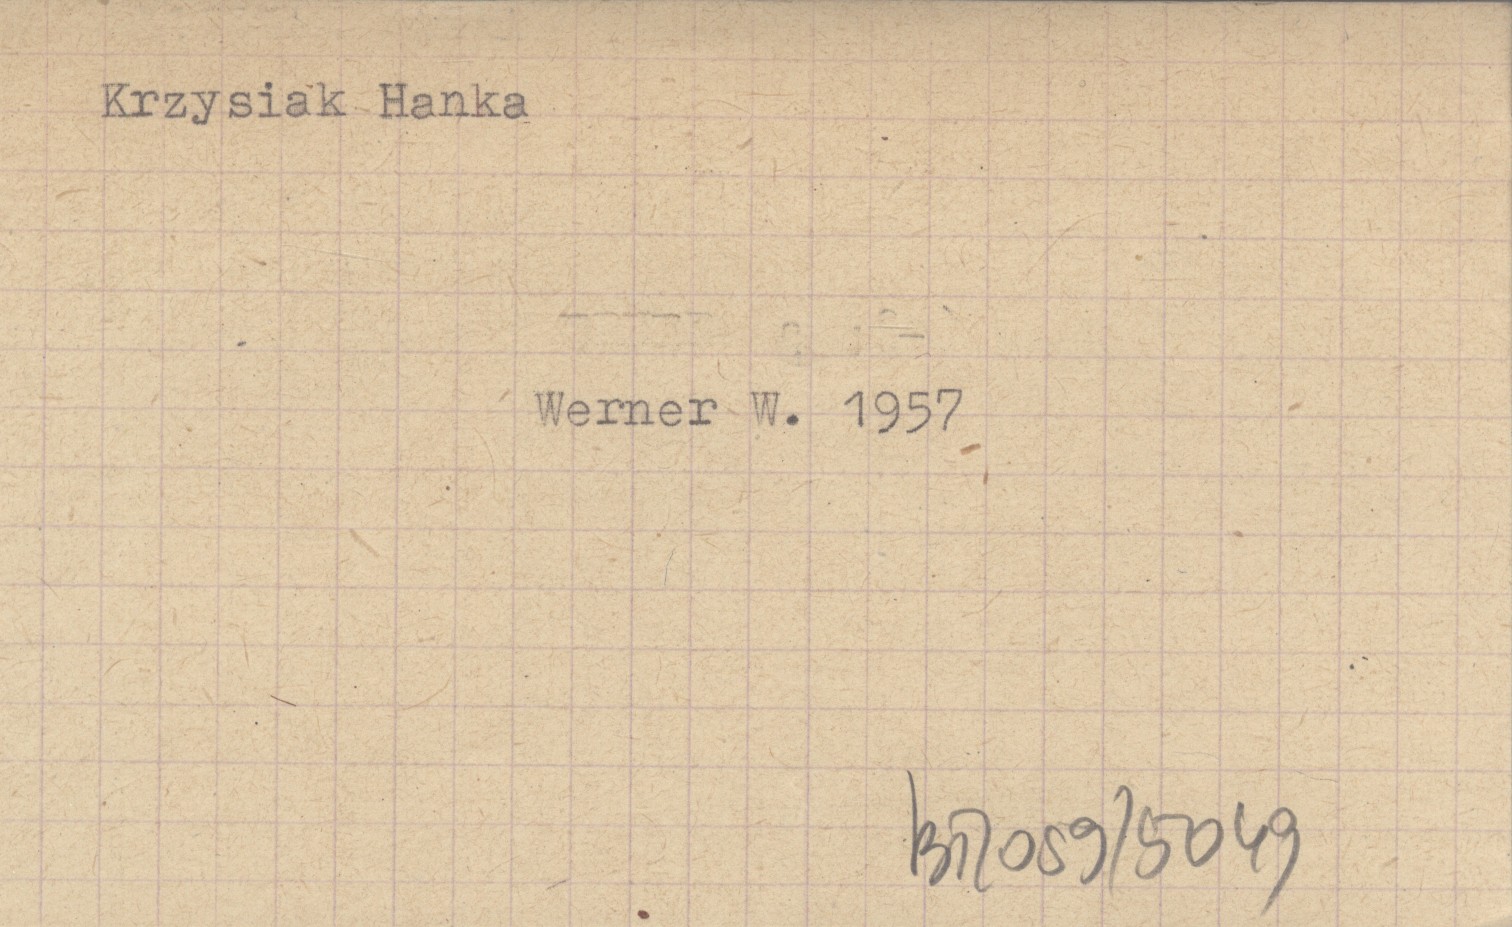 Krzysiak Hanka
Werner W. 1957